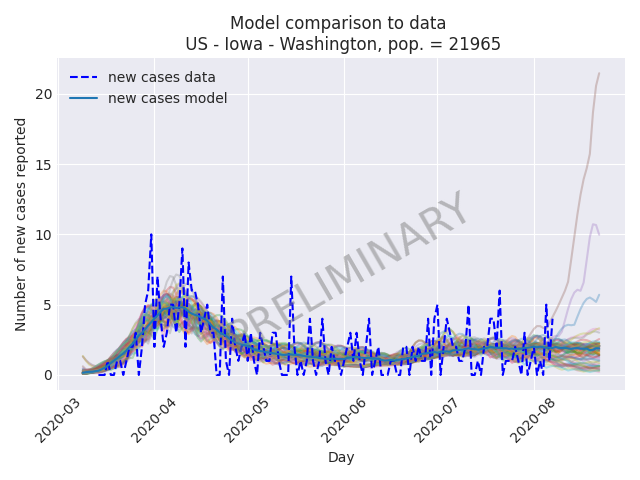 Model comparison to data
US - Iowa - Washington, pop. = 21965
new cases data
new cases model
PRELIMINARY
Number of new cases reported
20
15
10
5
0
2020-03
2020-04
2020-05
2020-06
2020-07
2020-08
Day